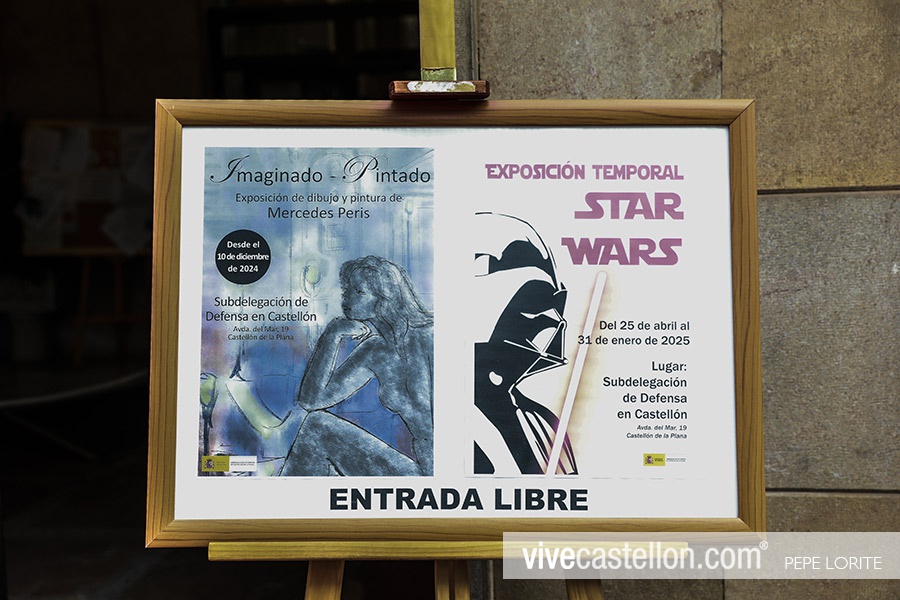 Imaginado - Pintado
Exposición de dibujo y pintura de
Mercedes Peris
Desde el
10 de diciembre
de 2024
Subdelegación de
Defensa en Castellón
Avda. del Mar, 19
Castellón de la Plana
EXPOSICIÓN TEMPORAL
STAR
WARS
Del 25 de abril al
31 de enero de 2025
Lugar:
Subdelegación
de Defensa
en Castellón
Avda. del Mar, 19
Castellón de la Plana
ENTRADA LIBRE
vivecastellon.com®
PEPE LORITE